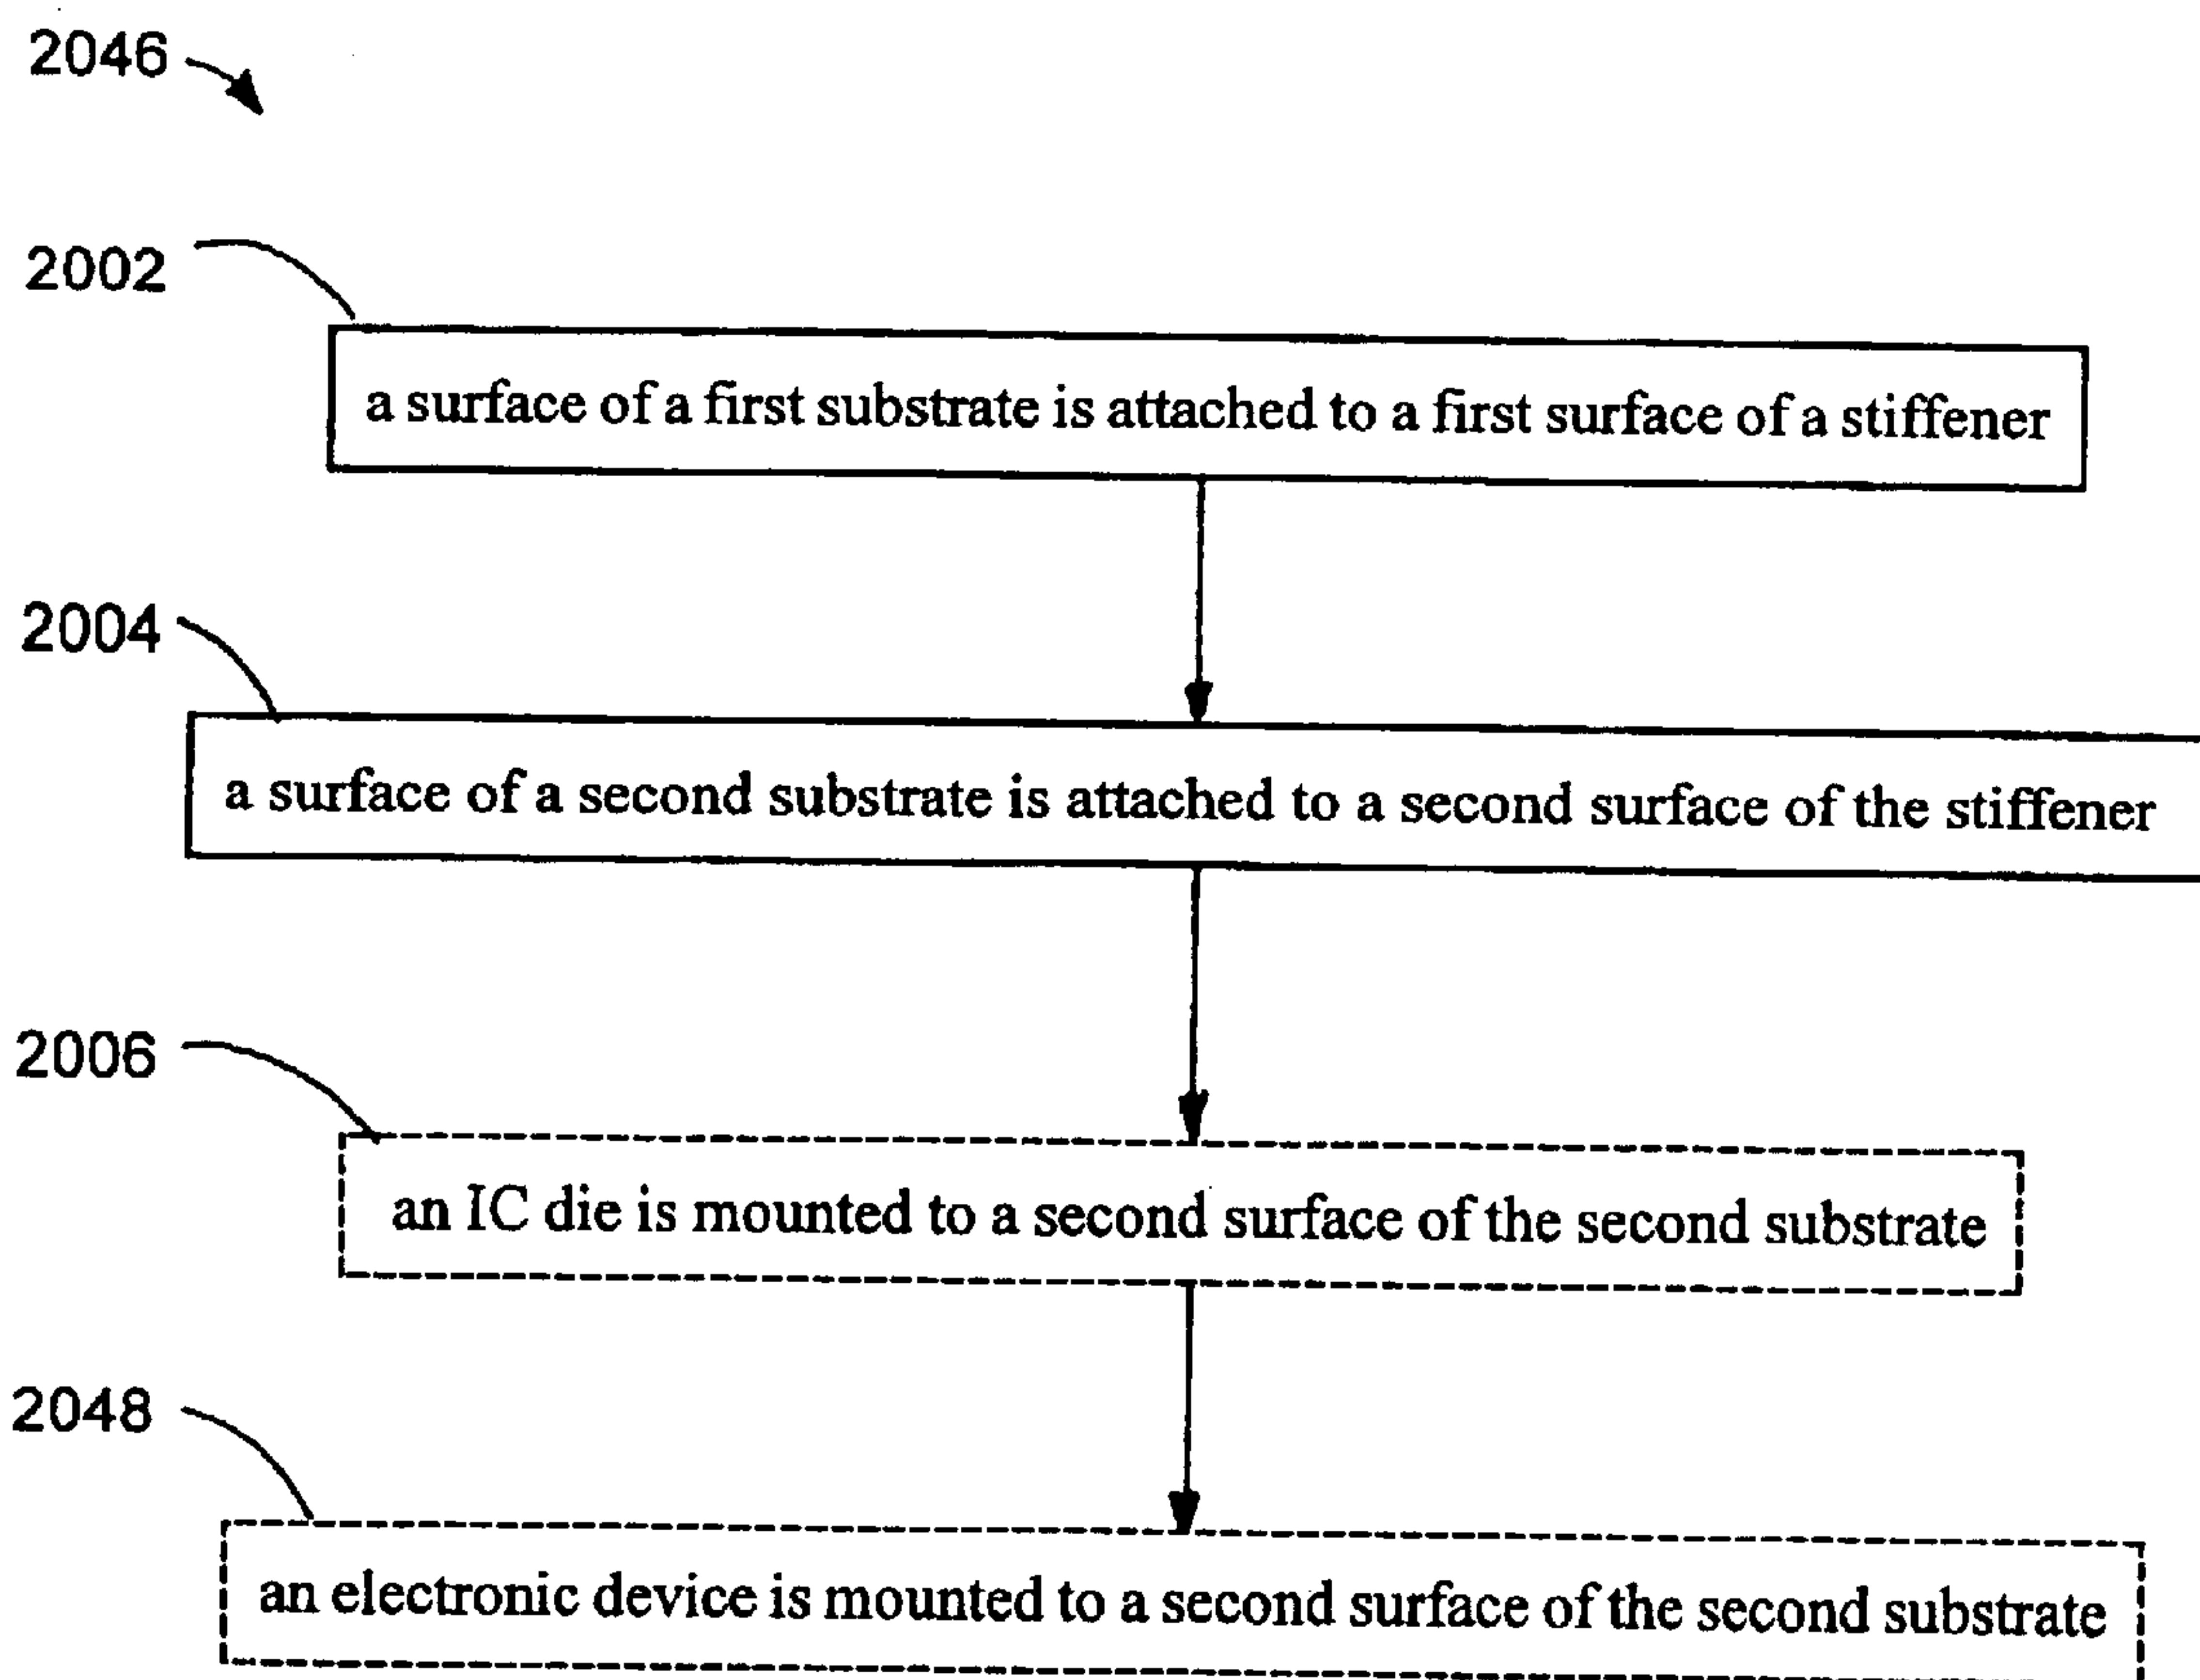 2046
2002
a surface of a first substrate is attached to a first surface of a stiffener
2004
a surface of a second substrate is attached to a second surface of the stiffener
2006
an IC die is mounted to a second surface of the second substrate
2048
an electronic device is mounted to a second surface of the second substrate